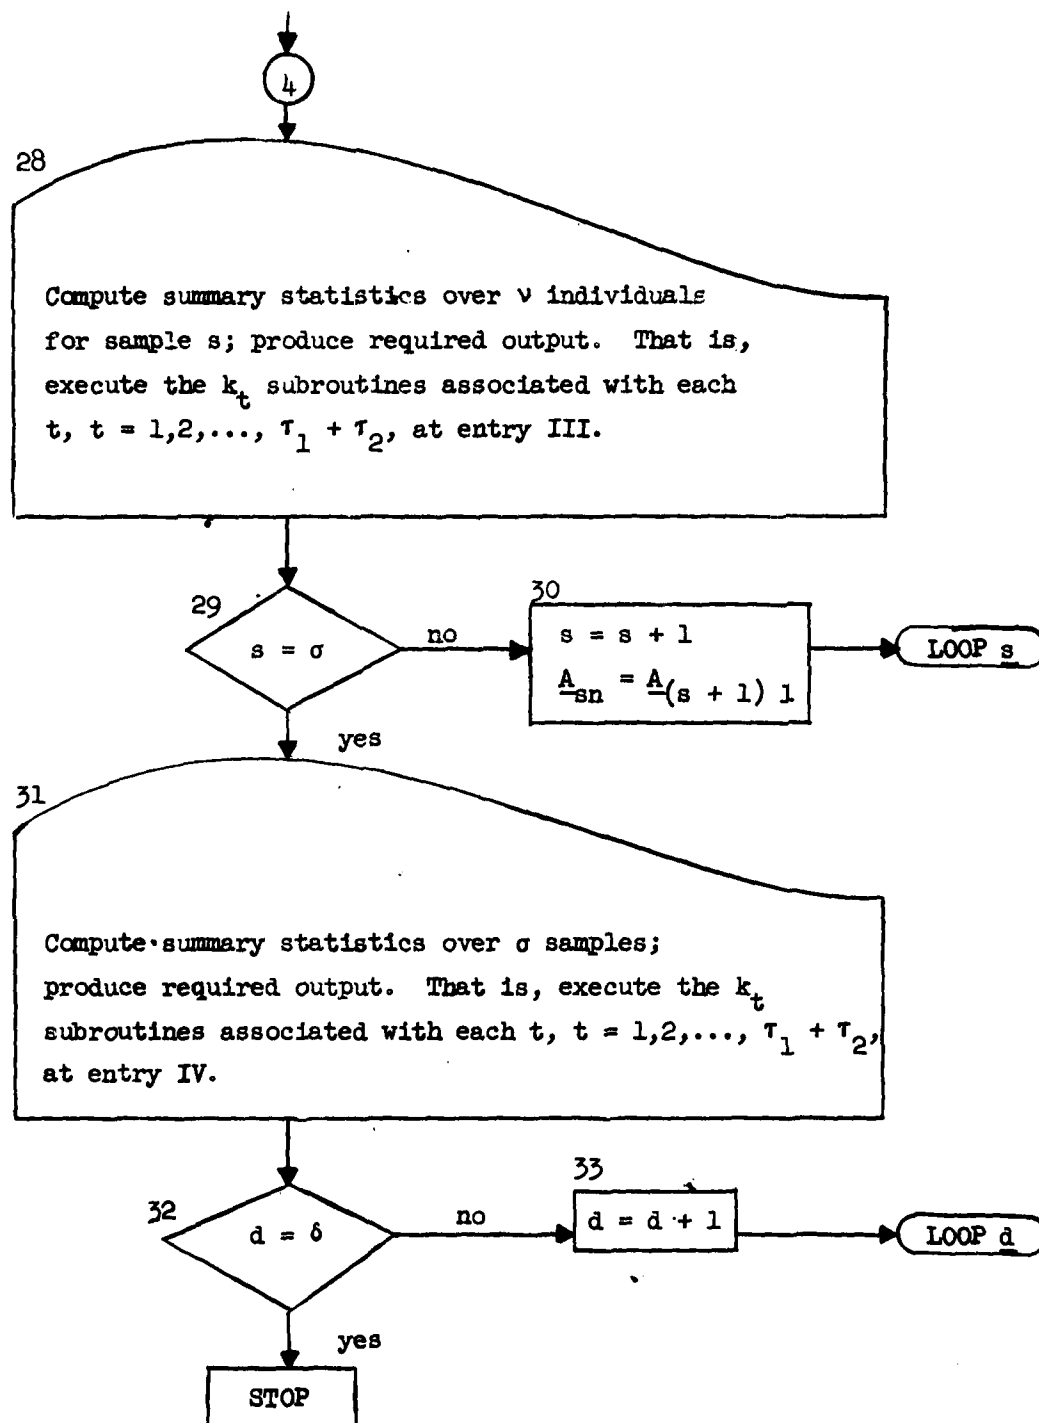 4
28
Compute summary statistics over ν individuals
for sample s; produce required output. That is,
execute the k_t subroutines associated with each
t, t = 1,2,..., τ_1 + τ_2, at entry III.
29
s = σ
no
30
s = s + 1
A_sn = A_(s + 1) 1
LOOP s
yes
31
Compute summary statistics over σ samples;
produce required output. That is, execute the k_t
subroutines associated with each t, t = 1,2,..., τ_1 + τ_2,
at entry IV.
32
d = δ
no
33
d = d + 1
LOOP d
yes
STOP